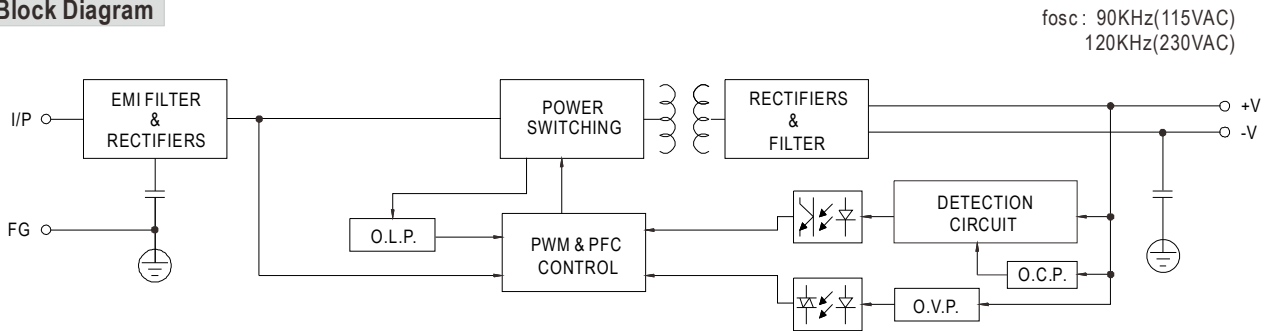 Block Diagram
fosc : 90KHz(115VAC)
120KHz(230VAC)
I/P
EMI FILTER
&
RECTIFIERS
POWER
SWITCHING
RECTIFIERS
&
FILTER
+V
-V
FG
O.L.P.
PWM & PFC
CONTROL
DETECTION
CIRCUIT
O.C.P.
O.V.P.